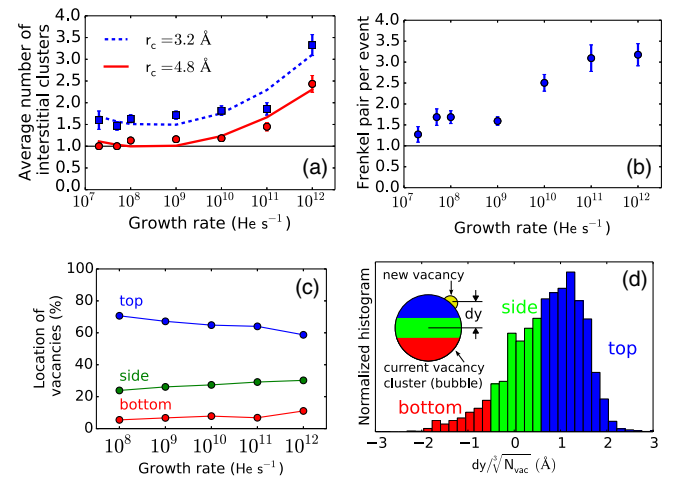 Average number of
interstitial clusters
4.0
3.5
3.0
2.5
2.0
1.5
1.0
0.5
0.0
r_c = 3.2 Å
r_c = 4.8 Å
(a)
10^7 10^8 10^9 10^10 10^11 10^12
Growth rate (He s^−1)
Frenkel pair per event
4.0
3.5
3.0
2.5
2.0
1.5
1.0
0.5
0.0
(b)
10^7 10^8 10^9 10^10 10^11 10^12
Growth rate (He s^−1)
Location of
vacancies (%)
100
80
60
40
20
0
(c)
top
side
bottom
10^8 10^9 10^10 10^11 10^12
Growth rate (He s^−1)
Normalized histogram
(d)
new vacancy
dy
side
top
current vacancy
cluster (bubble)
bottom
−3 −2 −1 0 1 2 3
dy/∛N_vac (Å)